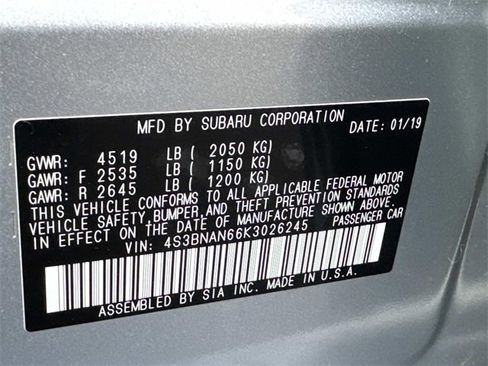 MFD BY SUBARU CORPORATION DATE: 01/19
GVWR: 4519 LB ( 2050 KG)
GAWR: F 2535 LB ( 1150 KG)
GAWR: R 2645 LB ( 1200 KG)
THIS VEHICLE CONFORMS TO ALL APPLICABLE FEDERAL MOTOR
VEHICLE SAFETY, BUMPER, AND THEFT PREVENTION STANDARDS
IN EFFECT ON THE DATE OF MANUFACTURE SHOWN ABOVE.
VIN: 4S3BNAN66K3026245 PASSENGER CAR
ASSEMBLED BY SIA INC. MADE IN U.S.A.